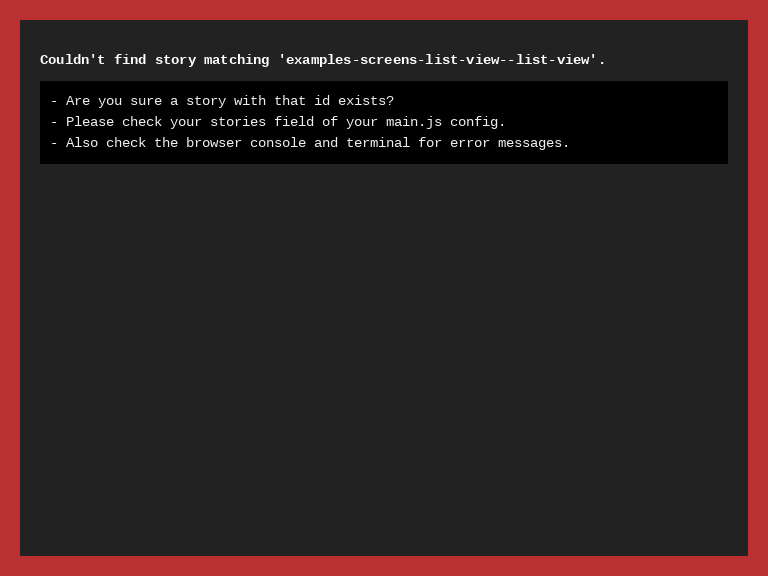 Couldn't find story matching 'examples-screens-list-view--list-view'.
- Are you sure a story with that id exists?
- Please check your stories field of your main.js config.
- Also check the browser console and terminal for error messages.